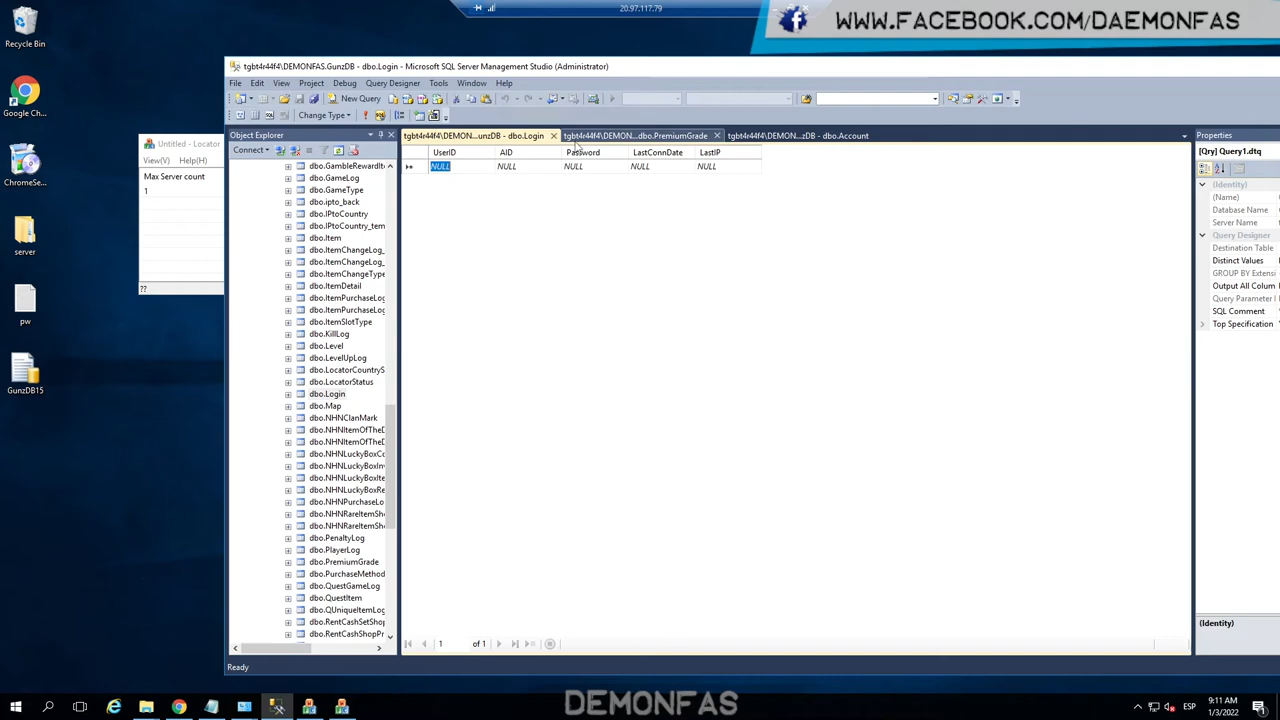 20.97.117.79
WWW.FACEBOOK.COM/DAEMONFAS
Recycle Bin
Google Ch...
ChromeSe...
server
pw
GunzDB15
Untitled - Locator
View(V) Help(H)
Max Server count
1
??
tgbt4r44f4\DEMONFAS.GunzDB - dbo.Login - Microsoft SQL Server Management Studio (Administrator)
File Edit View Project Debug Query Designer Tools Window Help
New Query
Change Type
Object Explorer
Connect
dbo.GambleRewardIte
dbo.GameLog
dbo.GameType
dbo.ipto_back
dbo.IPtoCountry
dbo.IPtoCountry_tem
dbo.Item
dbo.ItemChangeLog_
dbo.ItemChangeLog_
dbo.ItemChangeType
dbo.ItemDetail
dbo.ItemPurchaseLog
dbo.ItemPurchaseLog
dbo.ItemSlotType
dbo.KillLog
dbo.Level
dbo.LevelUpLog
dbo.LocatorCountryS
dbo.LocatorStatus
dbo.Login
dbo.Map
dbo.NHNClanMark
dbo.NHNItemOfTheD
dbo.NHNItemOfTheD
dbo.NHNLuckyBoxCo
dbo.NHNLuckyBoxInv
dbo.NHNLuckyBoxIte
dbo.NHNLuckyBoxRe
dbo.NHNPurchaseLo
dbo.NHNRareItemSho
dbo.NHNRareItemSho
dbo.PenaltyLog
dbo.PlayerLog
dbo.PremiumGrade
dbo.PurchaseMethod
dbo.QuestGameLog
dbo.QuestItem
dbo.QUniqueItemLog
dbo.RentCashSetShop
dbo.RentCashShopPr
tgbt4r44f4\DEMON...unzDB - dbo.Login tgbt4r44f4\DEMON...dbo.PremiumGrade tgbt4r44f4\DEMON...zDB - dbo.Account
UserID AID Password LastConnDate LastIP
NULL NULL NULL NULL NULL
1 of 1
Properties
[Qry] Query1.dtq
(Identity)
(Name)
Database Name
Server Name
Query Designer
Destination Table
Distinct Values
GROUP BY Extensi
Output All Colum
Query Parameter
SQL Comment
Top Specification
(Identity)
Ready
DEMONFAS
ESP
9:11 AM
1/3/2022